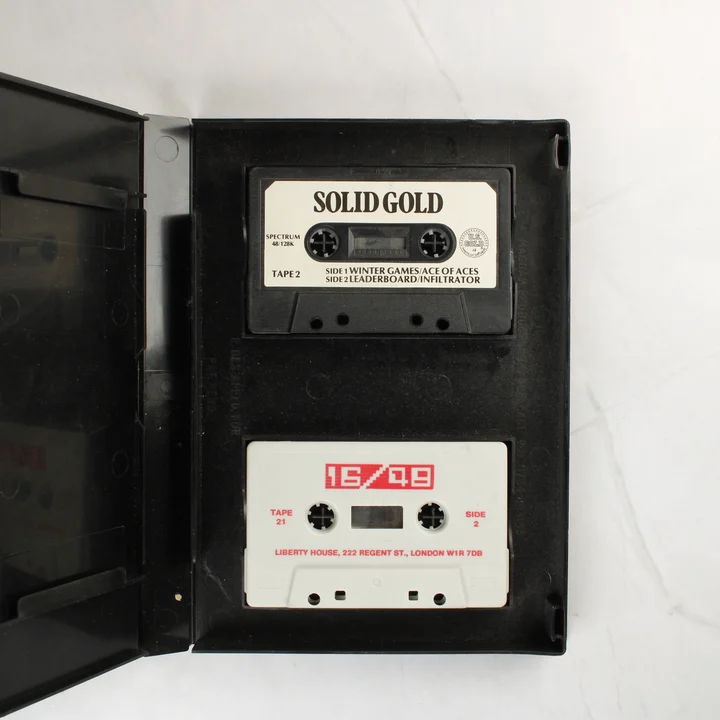 SOLID GOLD
SPECTRUM
48/128K
U.S.
GOLD
TAPE 2
SIDE 1 WINTER GAMES/ACE OF ACES
SIDE 2 LEADERBOARD/INFILTRATOR
16/48
TAPE
21
SIDE
2
LIBERTY HOUSE, 222 REGENT ST., LONDON W1R 7DB